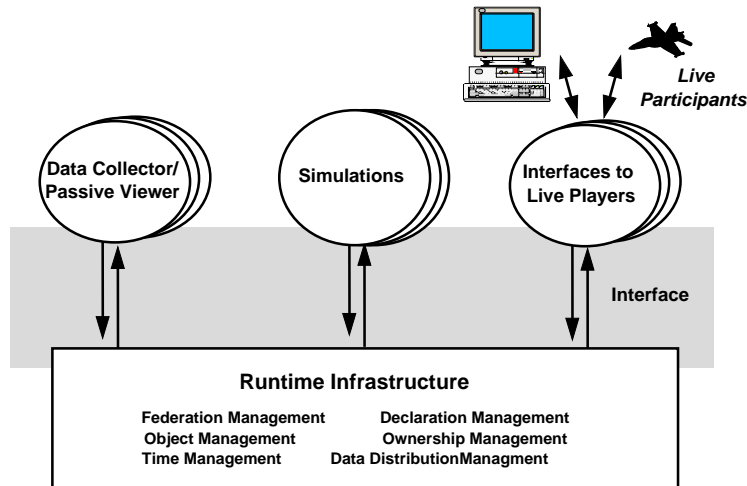 Live
Participants
Data Collector/
Passive Viewer
Simulations
Interfaces to
Live Players
Interface
Runtime Infrastructure
Federation Management Declaration Management
Object Management Ownership Management
Time Management Data DistributionManagment